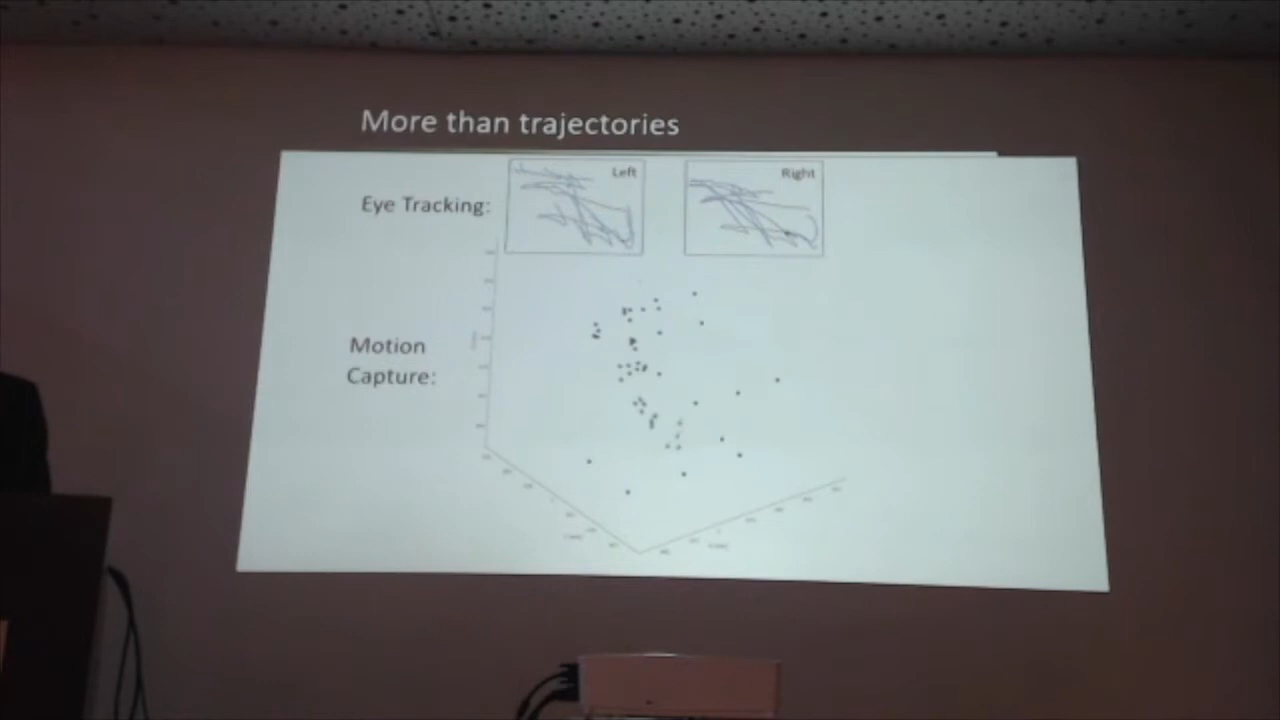 More than trajectories
Left
Right
Eye Tracking:
Motion
Capture: